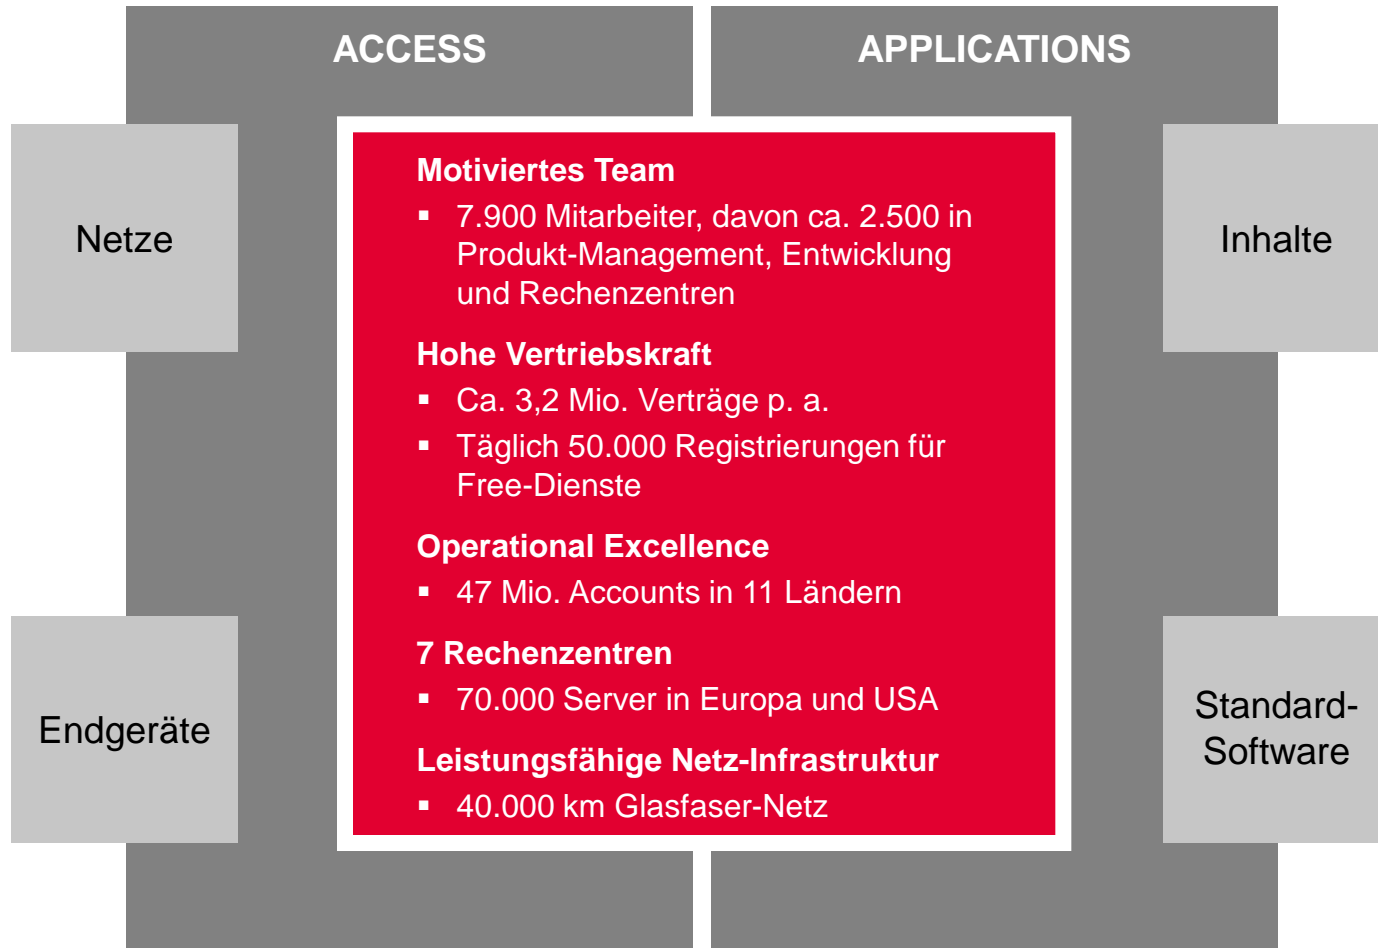 ACCESS
APPLICATIONS
Netze
Endgeräte
Motiviertes Team
▪ 7.900 Mitarbeiter, davon ca. 2.500 in
Produkt-Management, Entwicklung
und Rechenzentren
Hohe Vertriebskraft
▪ Ca. 3,2 Mio. Verträge p. a.
▪ Täglich 50.000 Registrierungen für
Free-Dienste
Operational Excellence
▪ 47 Mio. Accounts in 11 Ländern
7 Rechenzentren
▪ 70.000 Server in Europa und USA
Leistungsfähige Netz-Infrastruktur
▪ 40.000 km Glasfaser-Netz
Inhalte
Standard-
Software